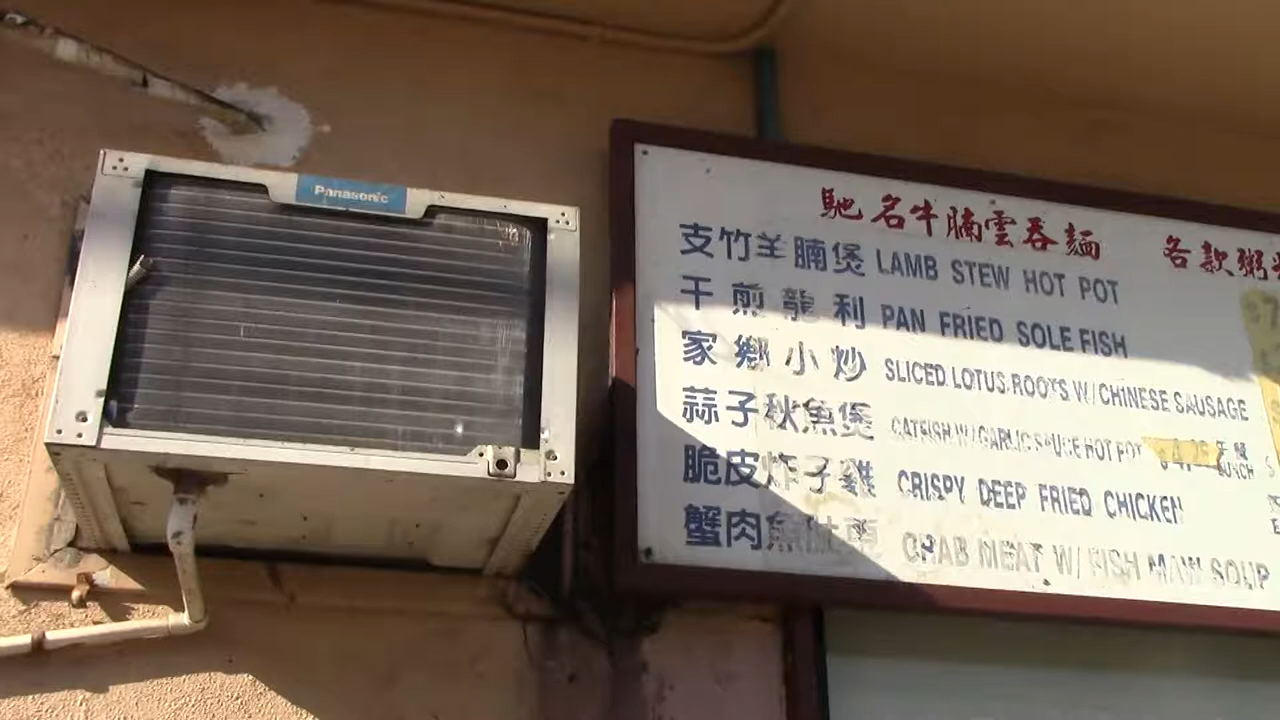 Panasonic
馳名牛腩雲吞麵 各款粥
支竹羊腩煲 LAMB STEW HOT POT
干煎龍利 PAN FRIED SOLE FISH
家鄉小炒 SLICED LOTUS ROOTS W/ CHINESE SAUSAGE
蒜子秋魚煲 CATFISH W/ GARLIC SAUCE HOT POT
脆皮炸子雞 CRISPY DEEP FRIED CHICKEN
蟹肉魚肚羹 CRAB MEAT W/ FISH MAW SOUP